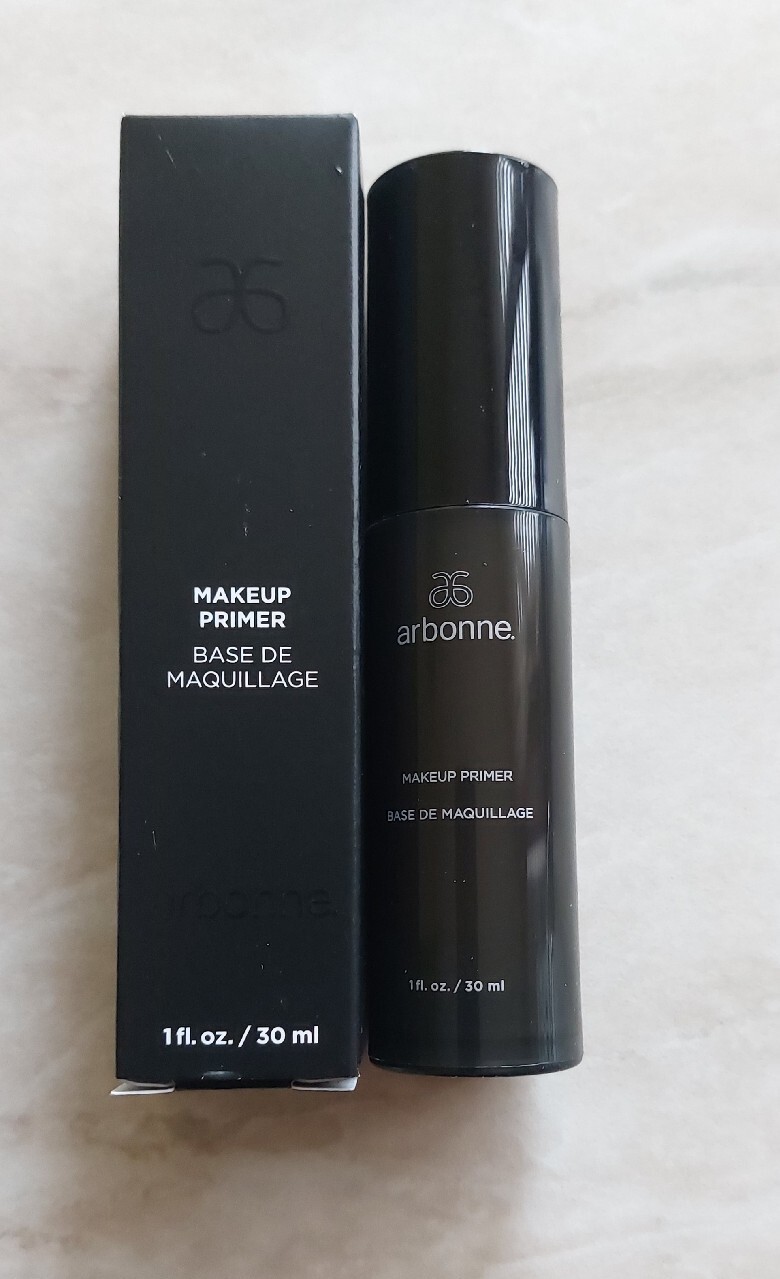 MAKEUP
PRIMER
BASE DE
MAQUILLAGE
arbonne.
1 fl. oz. / 30 ml
arbonne.
MAKEUP PRIMER
BASE DE MAQUILLAGE
1 fl. oz. / 30 ml